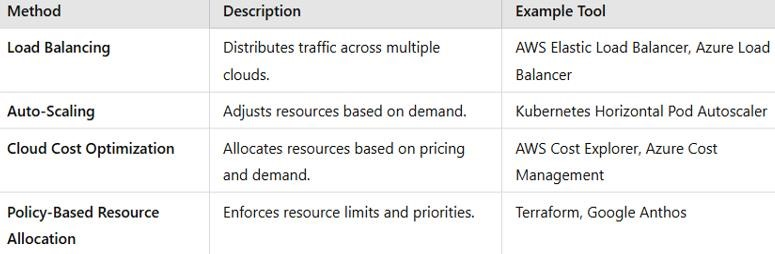 Method Description Example Tool
Load Balancing Distributes traffic across multiple AWS Elastic Load Balancer, Azure Load
clouds. Balancer
Auto-Scaling Adjusts resources based on demand. Kubernetes Horizontal Pod Autoscaler
Cloud Cost Optimization Allocates resources based on pricing AWS Cost Explorer, Azure Cost
and demand. Management
Policy-Based Resource Enforces resource limits and priorities. Terraform, Google Anthos
Allocation